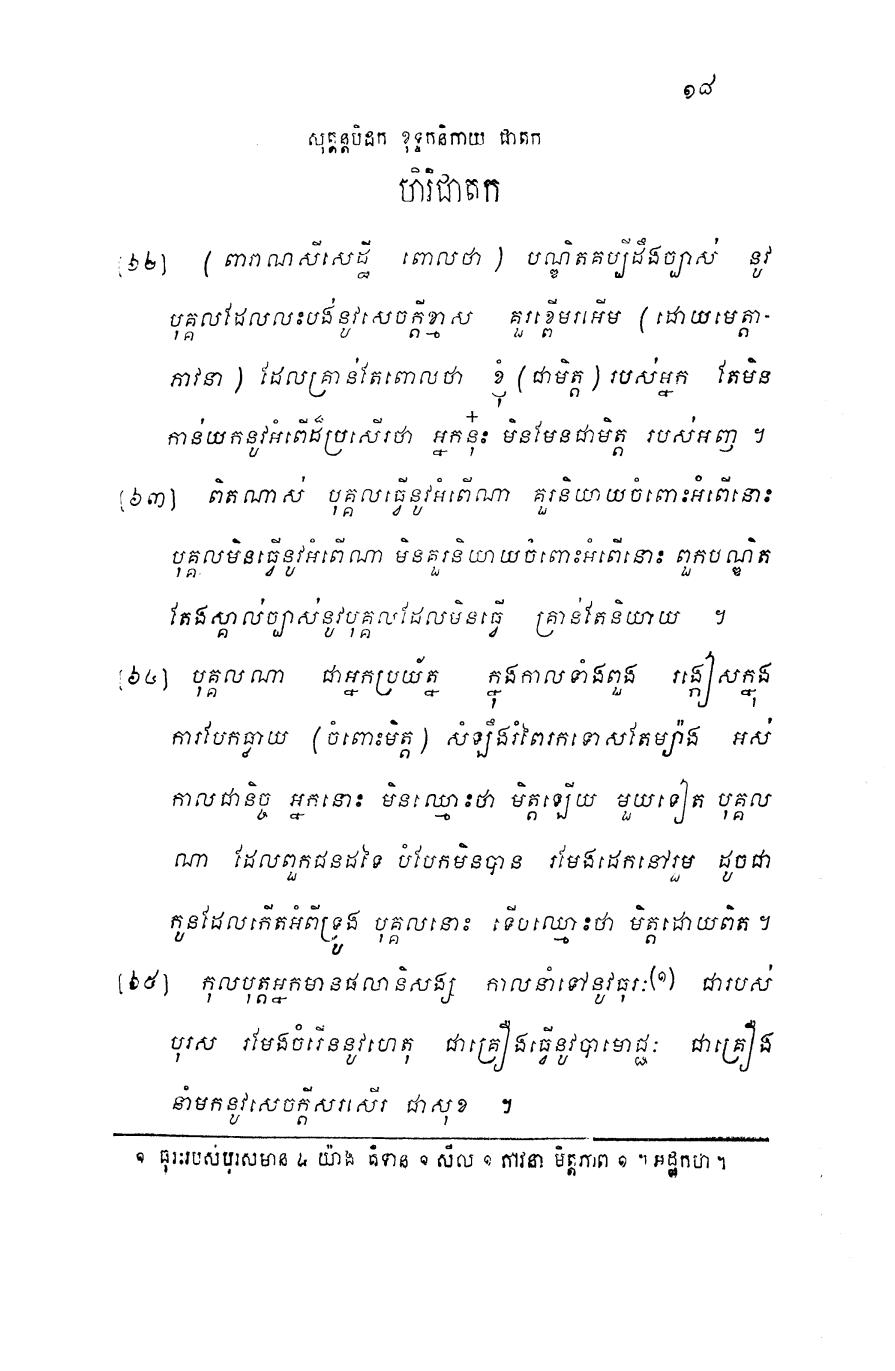 ១៨
សុត្តន្តបិដក ខុទ្ទកនិកាយ ជាតក
ហិរិជាតក
[៦២] (ពារាណសីសេដ្ឋី ពោលថា) បណ្ឌិតគប្បីដឹងច្បាស់ នូវ
បុគ្គលដែលលះបង់នូវសេចក្តីខ្មាស គួរខ្ពើមរអើម (ដោយមេត្តា-
ភាវនា) ដែលគ្រាន់តែពោលថា ខ្ញុំ (ជាមិត្ត) របស់អ្នក តែមិន
កាន់យកនូវអំពើដ៏ប្រសើរថា អ្នកនុ៎ះ មិនមែនជាមិត្ត របស់អញ ។
[៦៣] ពិតណាស់ បុគ្គលធ្វើនូវអំពើណា គួរនិយាយចំពោះអំពើនោះ
បុគ្គលមិនធ្វើនូវអំពើណា មិនគួរនិយាយចំពោះអំពើនោះ ពួកបណ្ឌិត
តែងស្គាល់ច្បាស់នូវបុគ្គលដែលមិនធ្វើ គ្រាន់តែនិយាយ ។
[៦៤] បុគ្គលណា ជាអ្នកប្រយ័ត្ន ក្នុងកាលទាំងពួង រង្គៀសក្នុង
ការបែកធ្លាយ (ចំពោះមិត្ត) សំឡឹងរំពៃរកទោសតែម្យ៉ាង អស់
កាលជានិច្ច អ្នកនោះ មិនឈ្មោះថា មិត្តឡើយ មួយទៀត បុគ្គល
ណា ដែលពួកជនដទៃ បំបែកមិនបាន រមែងដេកនៅរួម ដូចជា
កូនដែលកើតអំពីទ្រូង បុគ្គលនោះ ទើបឈ្មោះថា មិត្តដោយពិត ។
[៦៥] កុលបុត្តអ្នកមានផលានិសង្ស កាលនាំទៅនូវធុរៈ(១) ជារបស់
បុរស រមែងចំរើននូវហេតុ ជាគ្រឿងធ្វើនូវបាមោជ្ជៈ ជាគ្រឿង
នាំមកនូវសេចក្តីសរសើរ ជាសុខ ។
១ ធុរៈរបស់បុរសមាន ៤ យ៉ាង គឺទាន ១ សីល ១ ភាវនា មិត្តភាព ១ ។ អដ្ឋកថា ។